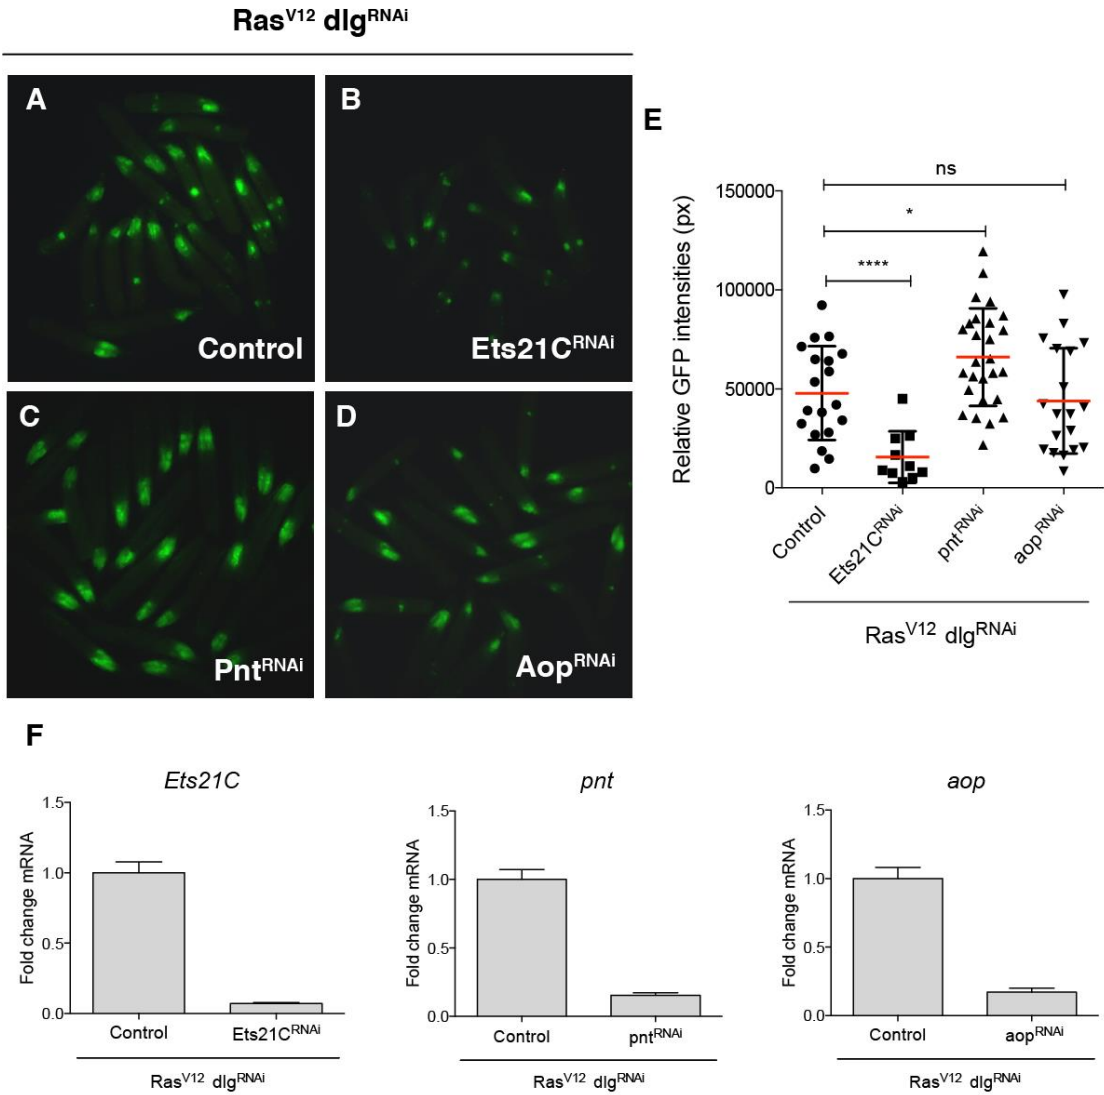 Ras^V12 dlg^RNAi
A
B
Control
Ets21C^RNAi
C
D
Pnt^RNAi
Aop^RNAi
E
Relative GFP intensities (px)
150000
100000
50000
0
ns
*
****
Control
Ets21C^RNAi
pnt^RNAi
aop^RNAi
Ras^V12 dlg^RNAi
F
Ets21C
Fold change mRNA
1.5
1.0
0.5
0.0
Control
Ets21C^RNAi
Ras^V12 dlg^RNAi
pnt
Fold change mRNA
1.5
1.0
0.5
0.0
Control
pnt^RNAi
Ras^V12 dlg^RNAi
aop
Fold change mRNA
1.5
1.0
0.5
0.0
Control
aop^RNAi
Ras^V12 dlg^RNAi